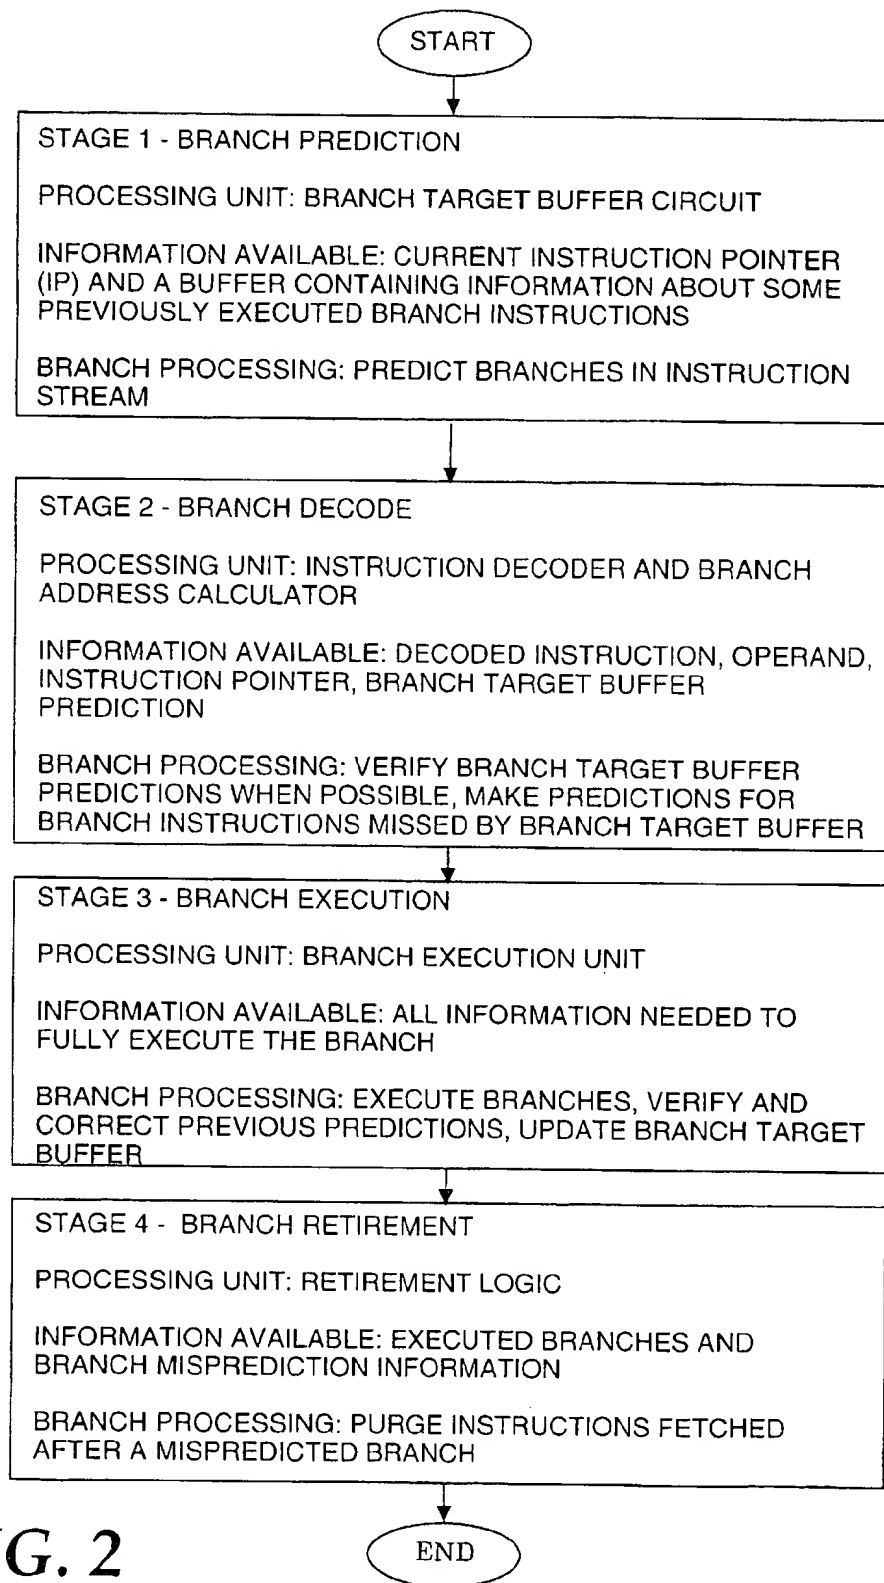 START
STAGE 1 - BRANCH PREDICTION
PROCESSING UNIT: BRANCH TARGET BUFFER CIRCUIT
INFORMATION AVAILABLE: CURRENT INSTRUCTION POINTER
(IP) AND A BUFFER CONTAINING INFORMATION ABOUT SOME
PREVIOUSLY EXECUTED BRANCH INSTRUCTIONS
BRANCH PROCESSING: PREDICT BRANCHES IN INSTRUCTION
STREAM
STAGE 2 - BRANCH DECODE
PROCESSING UNIT: INSTRUCTION DECODER AND BRANCH
ADDRESS CALCULATOR
INFORMATION AVAILABLE: DECODED INSTRUCTION, OPERAND,
INSTRUCTION POINTER, BRANCH TARGET BUFFER
PREDICTION
BRANCH PROCESSING: VERIFY BRANCH TARGET BUFFER
PREDICTIONS WHEN POSSIBLE, MAKE PREDICTIONS FOR
BRANCH INSTRUCTIONS MISSED BY BRANCH TARGET BUFFER
STAGE 3 - BRANCH EXECUTION
PROCESSING UNIT: BRANCH EXECUTION UNIT
INFORMATION AVAILABLE: ALL INFORMATION NEEDED TO
FULLY EXECUTE THE BRANCH
BRANCH PROCESSING: EXECUTE BRANCHES, VERIFY AND
CORRECT PREVIOUS PREDICTIONS, UPDATE BRANCH TARGET
BUFFER
STAGE 4 - BRANCH RETIREMENT
PROCESSING UNIT: RETIREMENT LOGIC
INFORMATION AVAILABLE: EXECUTED BRANCHES AND
BRANCH MISPREDICTION INFORMATION
BRANCH PROCESSING: PURGE INSTRUCTIONS FETCHED
AFTER A MISPREDICTED BRANCH
END
G. 2